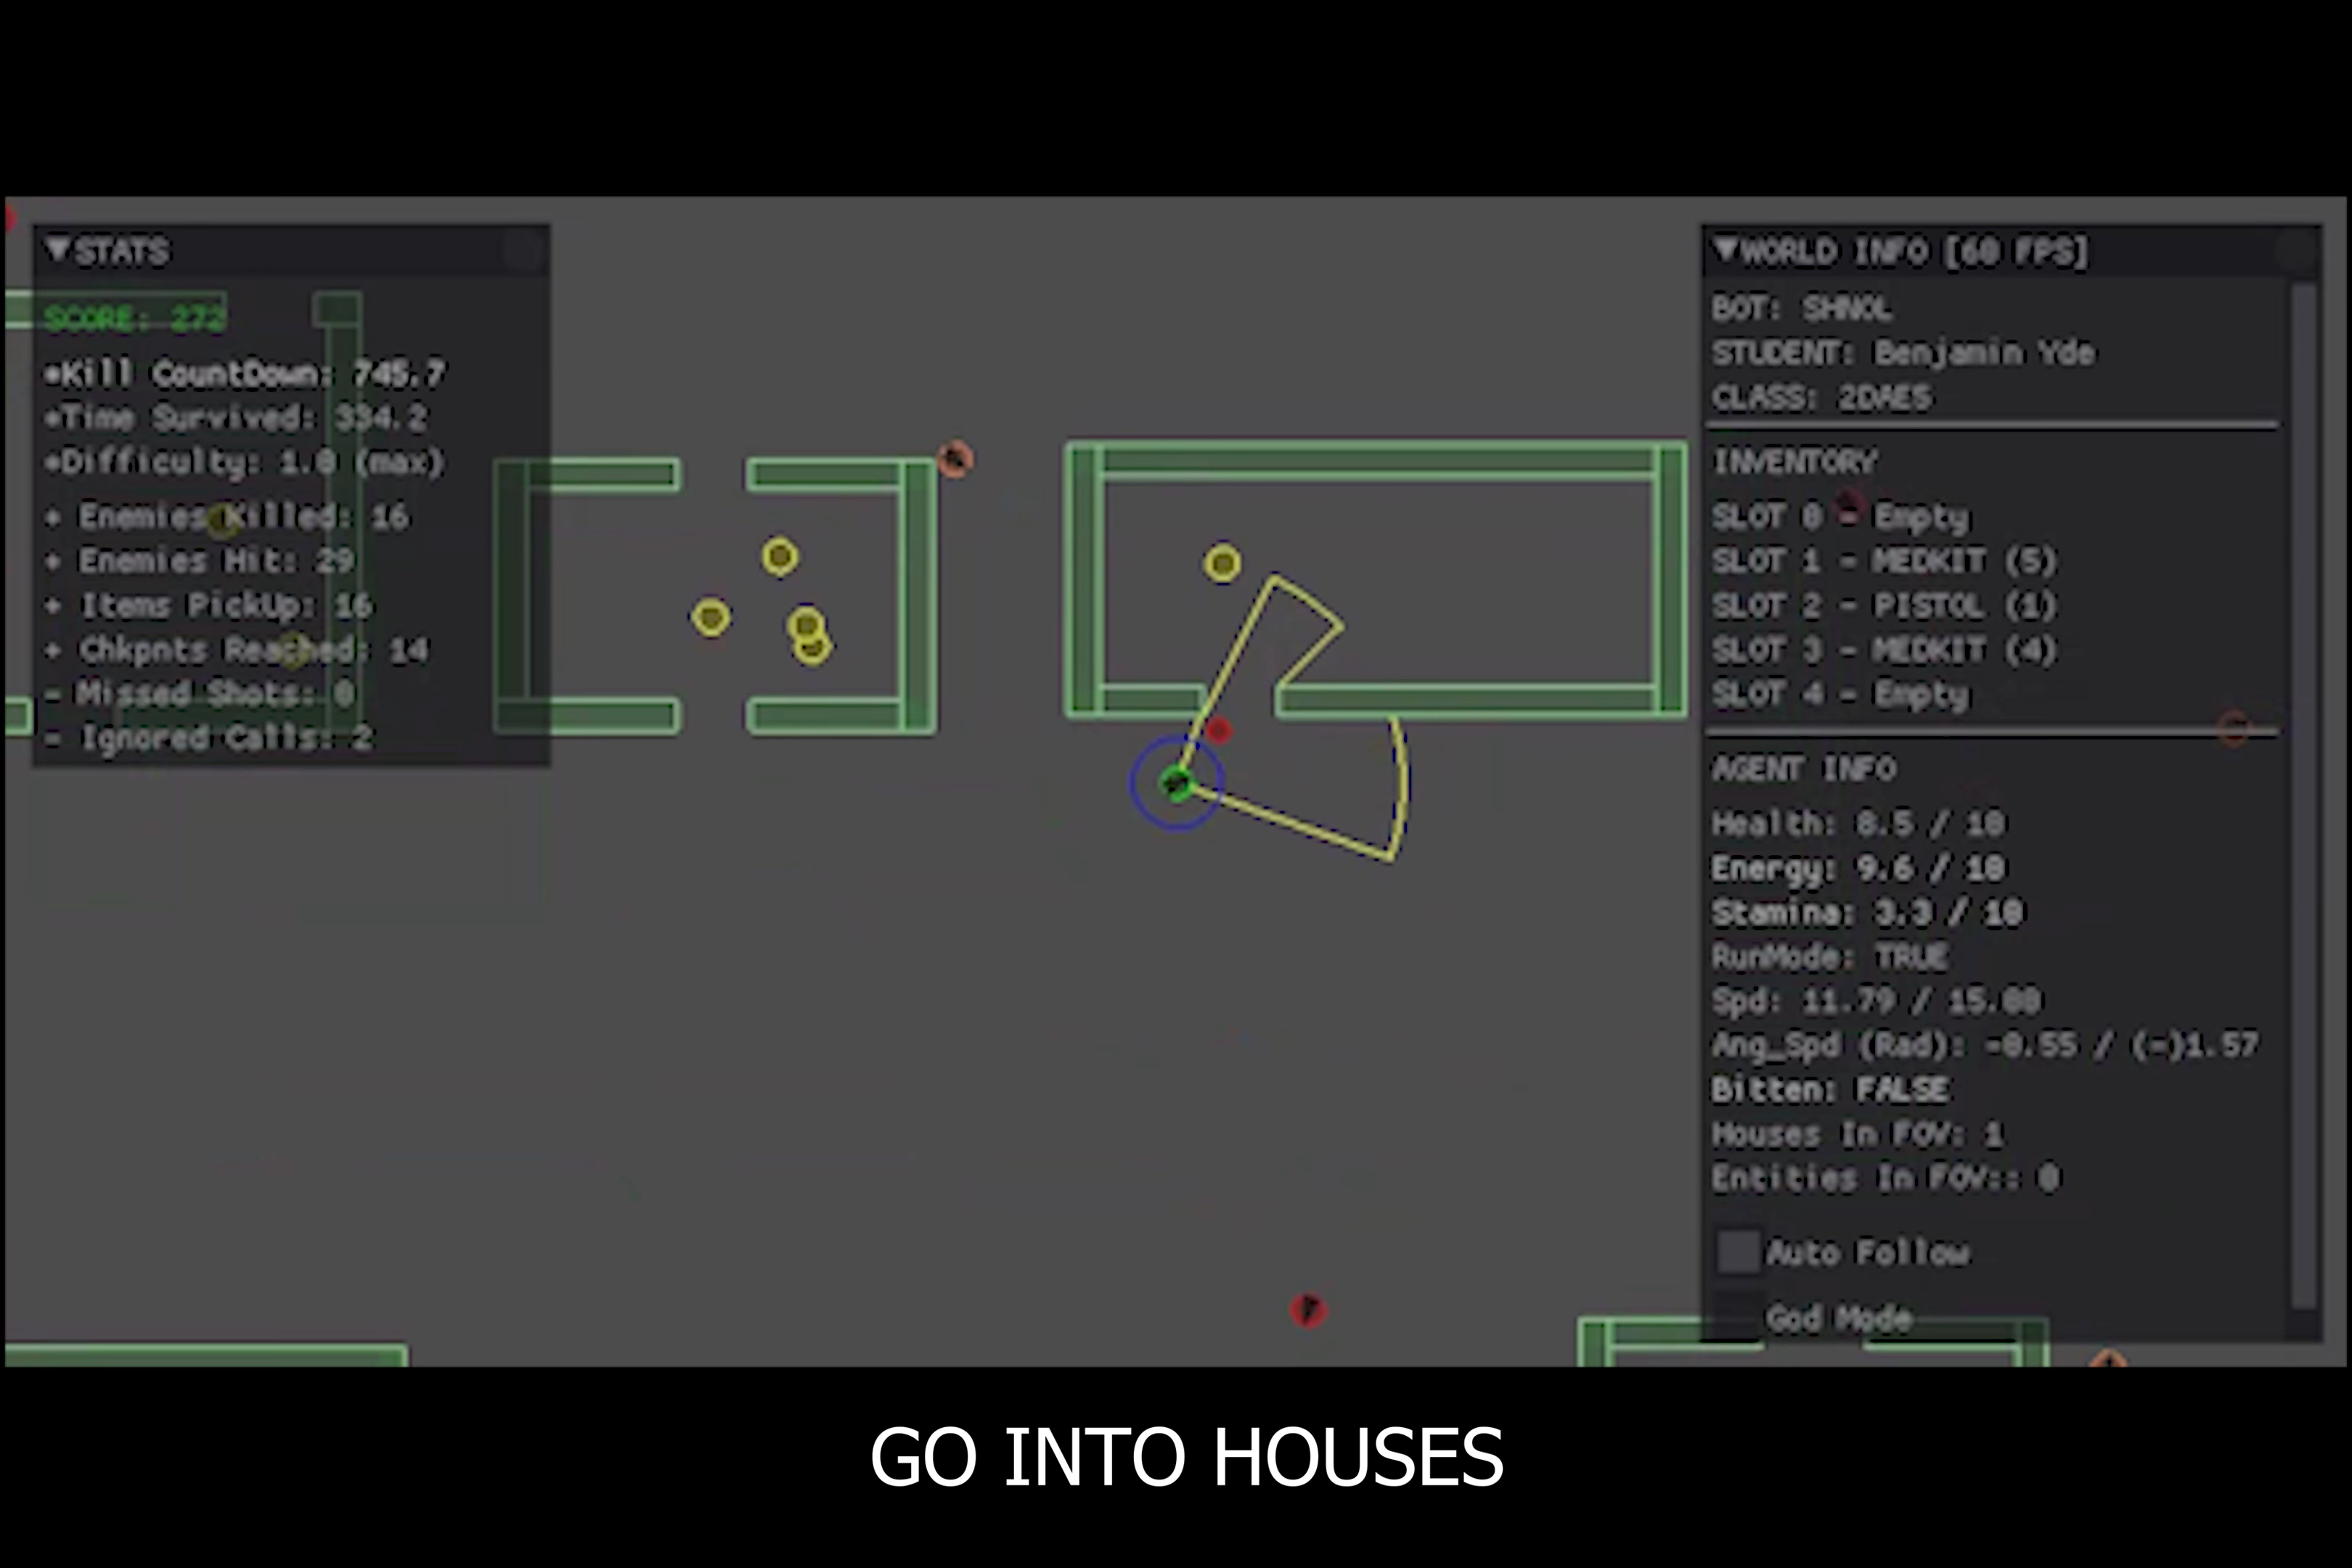 ▼STATS
SCORE: 272
•Kill CountDown: 745.7
•Time Survived: 334.2
•Difficulty: 1.0 (max)
+ Enemies Killed: 16
+ Enemies Hit: 29
+ Items PickUp: 16
+ Chkpnts Reached: 14
- Missed Shots: 0
- Ignored Calls: 2
▼WORLD INFO [60 FPS]
BOT: SHNOL
STUDENT: Benjamin Yde
CLASS: 2DAE5
INVENTORY
SLOT 0 - Empty
SLOT 1 - MEDKIT (5)
SLOT 2 - PISTOL (1)
SLOT 3 - MEDKIT (4)
SLOT 4 - Empty
AGENT INFO
Health: 8.5 / 10
Energy: 9.6 / 10
Stamina: 3.3 / 10
RunMode: TRUE
Spd: 11.79 / 15.00
Ang_Spd (Rad): -0.55 / (-)1.57
Bitten: FALSE
Houses In FOV: 1
Entities In FOV:: 0
Auto Follow
God Mode
GO INTO HOUSES